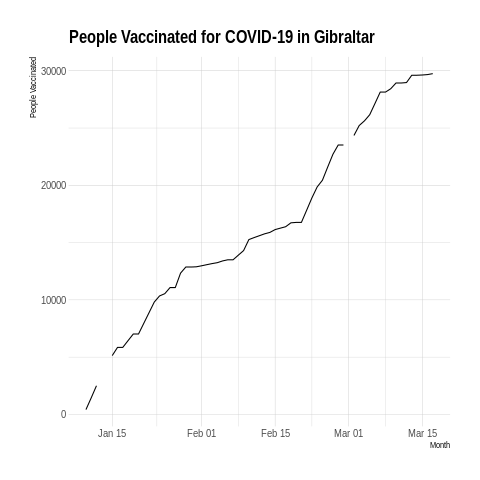 People Vaccinated for COVID-19 in Gibraltar
People Vaccinated
30000
20000
10000
0
Jan 15 Feb 01 Feb 15 Mar 01 Mar 15
Month